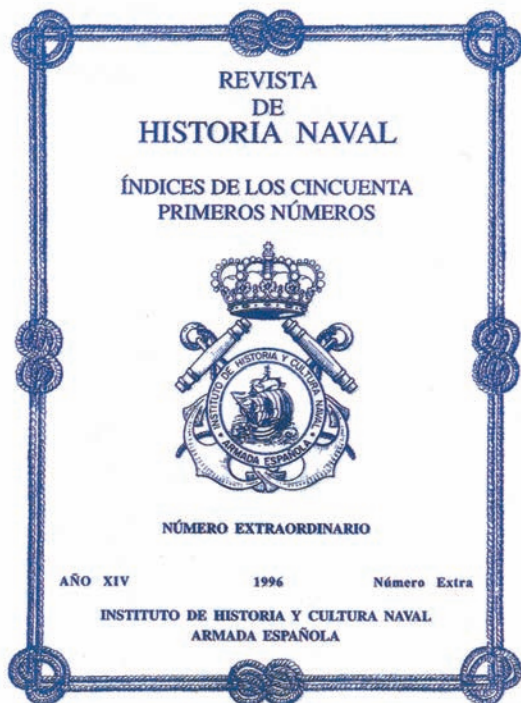 REVISTA
DE
HISTORIA NAVAL
ÍNDICES DE LOS CINCUENTA
PRIMEROS NÚMEROS
INSTITUTO DE HISTORIA Y CULTURA NAVAL
ARMADA ESPAÑOLA
NÚMERO EXTRAORDINARIO
AÑO XIV 1996 Número Extra
INSTITUTO DE HISTORIA Y CULTURA NAVAL
ARMADA ESPAÑOLA